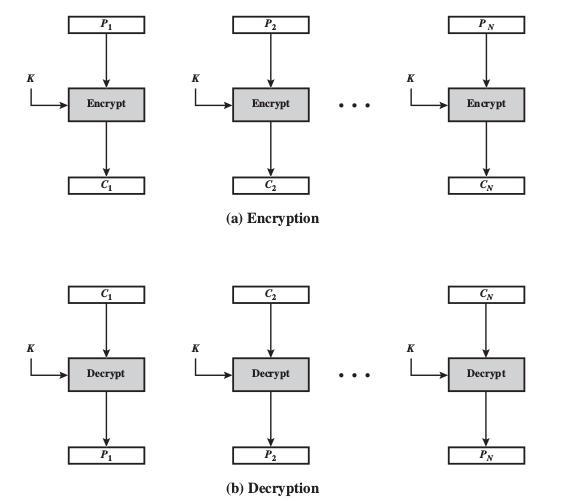 P1 P2 PN
K K K
Encrypt Encrypt • • • Encrypt
C1 C2 CN
(a) Encryption
C1 C2 CN
K K K
Decrypt Decrypt • • • Decrypt
P1 P2 PN
(b) Decryption